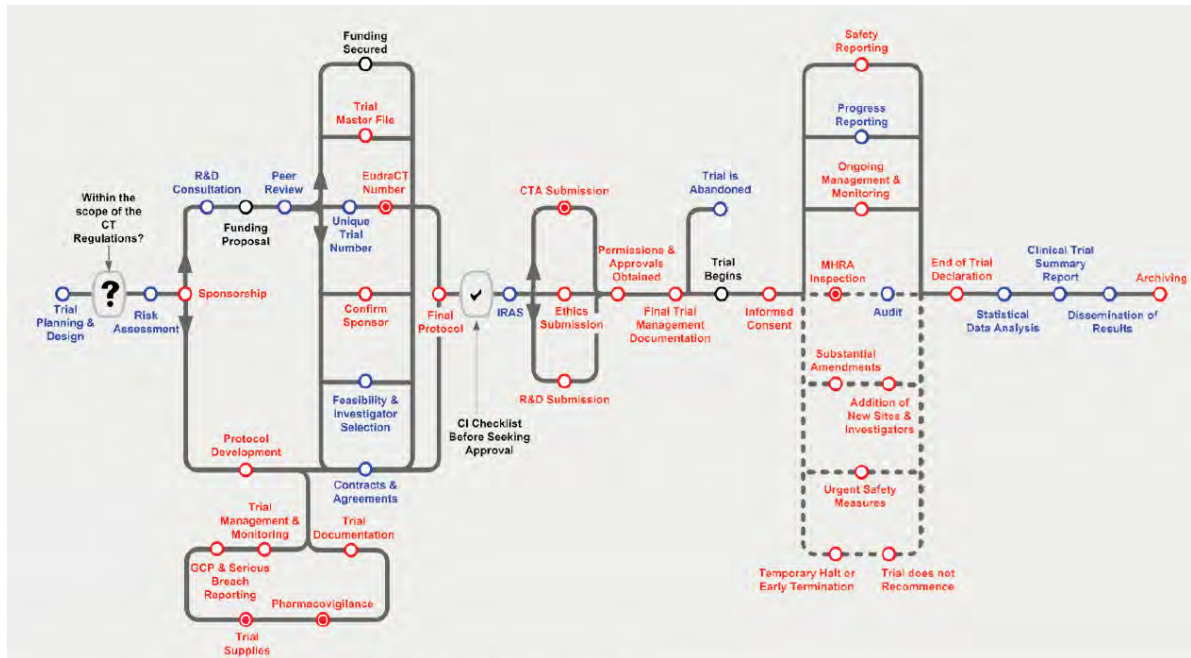 Funding
Secured
Trial
Master File
R&D
Consultation
Peer
Review
EudraCT
Number
Within the
scope of the
CT
Regulations?
Funding
Proposal
Unique
Trial
Number
?
Trial
Planning &
Design
Risk
Assessment
Sponsorship
Confirm
Sponsor
Final
Protocol
Feasibility &
Investigator
Selection
Protocol
Development
Contracts &
Agreements
Trial
Management &
Monitoring
Trial
Documentation
GCP & Serious
Breach
Reporting
Pharmacovigilance
Trial
Supplies
CI Checklist
Before Seeking
Approval
IRAS
CTA Submission
Ethics
Submission
R&D Submission
Permissions &
Approvals
Obtained
Final Trial
Management
Documentation
Trial is
Abandoned
Trial
Begins
Informed
Consent
Safety
Reporting
Progress
Reporting
Ongoing
Management &
Monitoring
MHRA
Inspection
Audit
Substantial
Amendments
Addition of
New Sites &
Investigators
Urgent Safety
Measures
Temporary Halt or
Early Termination
Trial does not
Recommence
End of Trial
Declaration
Statistical
Data Analysis
Clinical Trial
Summary
Report
Dissemination of
Results
Archiving